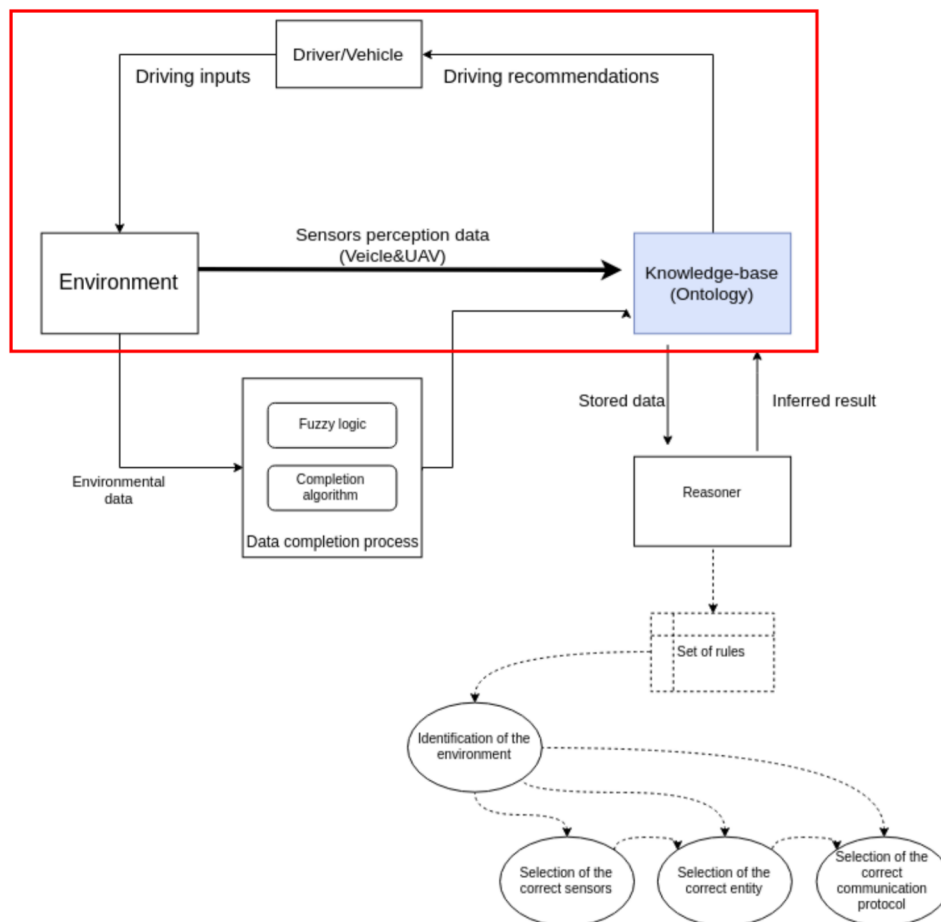 Driver/Vehicle
Driving inputs
Driving recommendations
Sensors perception data
(Veicle&UAV)
Environment
Knowledge-base
(Ontology)
Stored data
Inferred result
Fuzzy logic
Completion
algorithm
Data completion process
Environmental
data
Reasoner
Set of rules
Identification of the
environment
Selection of the
correct sensors
Selection of the
correct entity
Selection of the
correct
communication
protocol